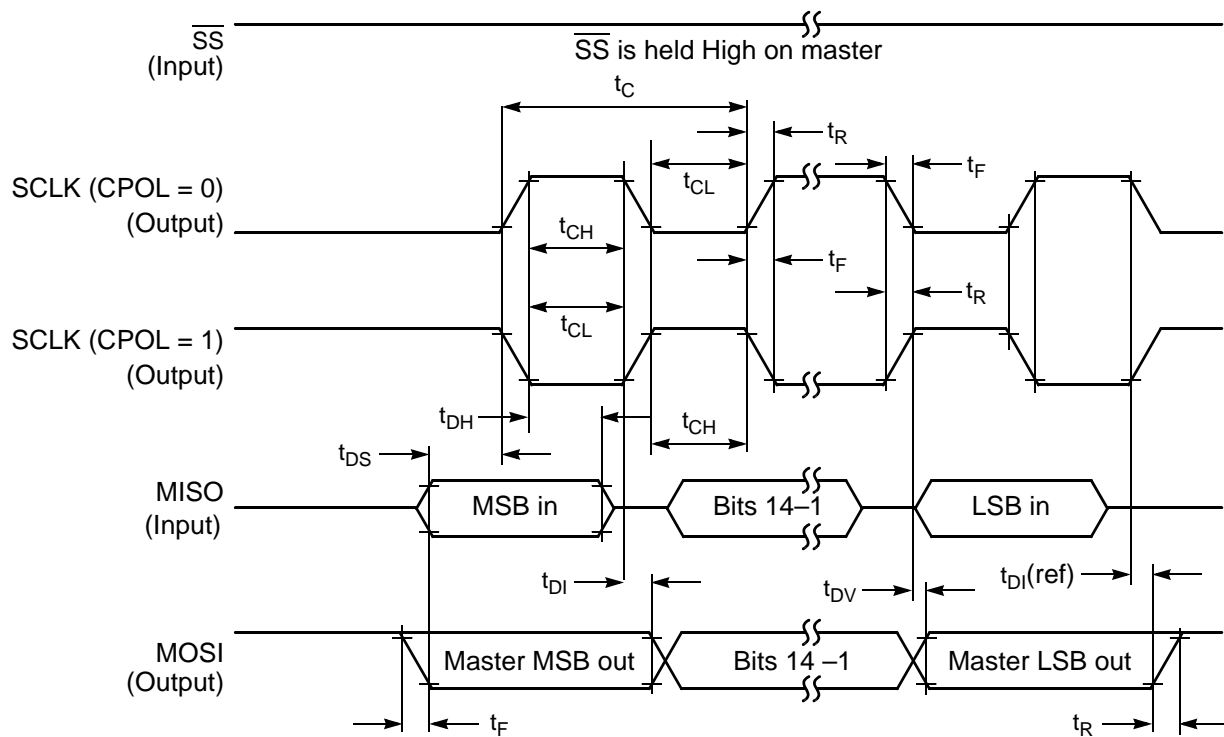 SS
(Input)
SS is held High on master
tC
tR
tF
SCLK (CPOL = 0)
(Output)
tCL
tCH
tF
tR
SCLK (CPOL = 1)
(Output)
tCL
tDH
tCH
tDS
MISO
(Input)
MSB in
Bits 14–1
LSB in
tDI
tDV
tDI(ref)
MOSI
(Output)
Master MSB out
Bits 14 –1
Master LSB out
tF
tR